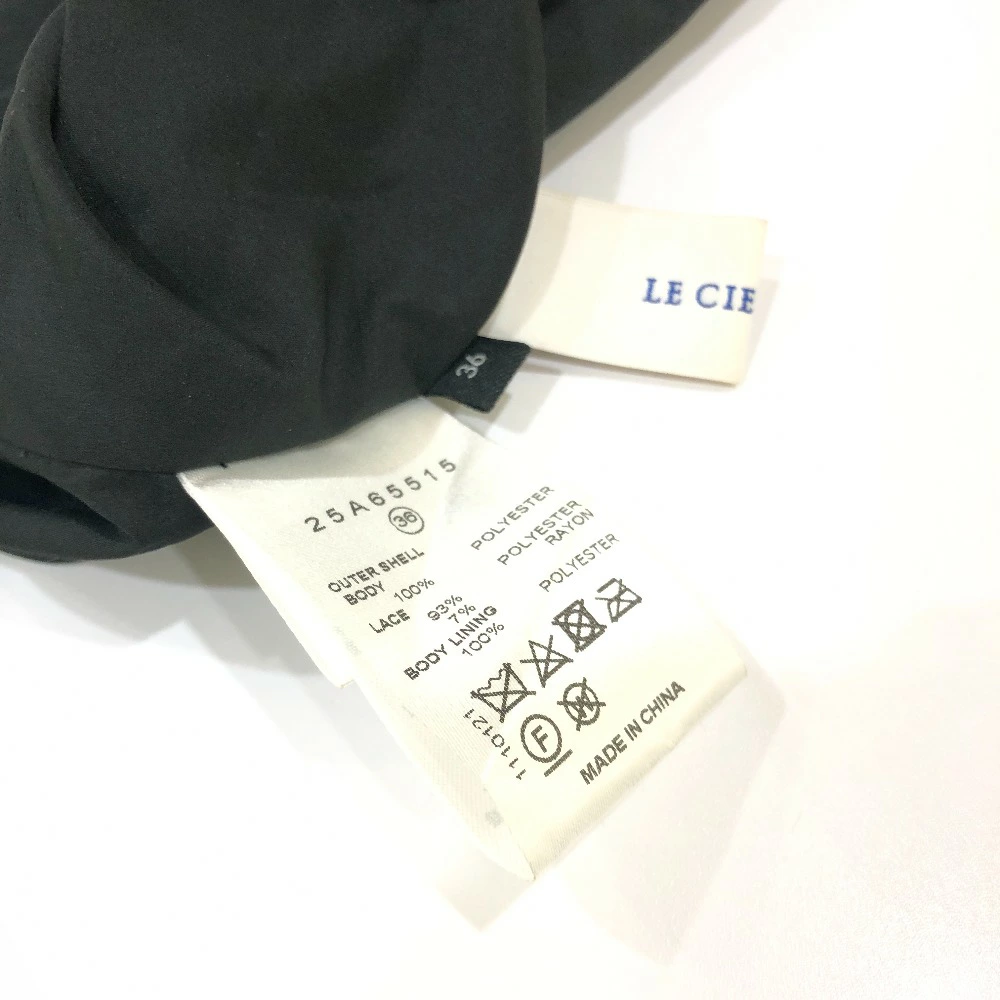 LE CIE
36
25A65515
36
OUTER SHELL
BODY 100% POLYESTER
LACE 93% POLYESTER
7% RAYON
BODY LINING
100% POLYESTER
F
W
1110121
MADE IN CHINA